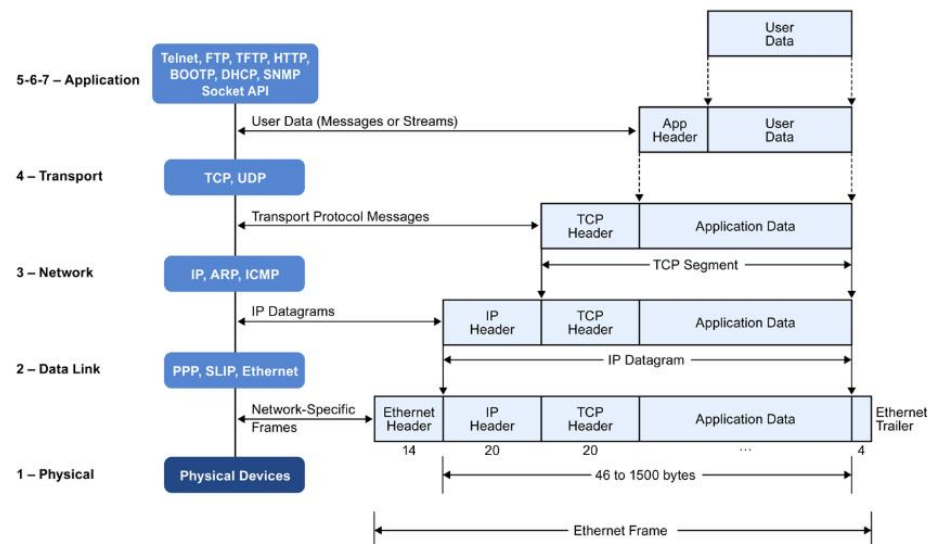 User
Data
Telnet, FTP, TFTP, HTTP,
BOOTP, DHCP, SNMP
Socket API
5-6-7 – Application
User Data (Messages or Streams)
App
Header
User
Data
4 – Transport
TCP, UDP
Transport Protocol Messages
TCP
Header
Application Data
TCP Segment
3 – Network
IP, ARP, ICMP
IP Datagrams
IP
Header
TCP
Header
Application Data
IP Datagram
2 – Data Link
PPP, SLIP, Ethernet
Network-Specific
Frames
Ethernet
Header
IP
Header
TCP
Header
Application Data
Ethernet
Trailer
14
20
20
...
4
1 – Physical
Physical Devices
46 to 1500 bytes
Ethernet Frame